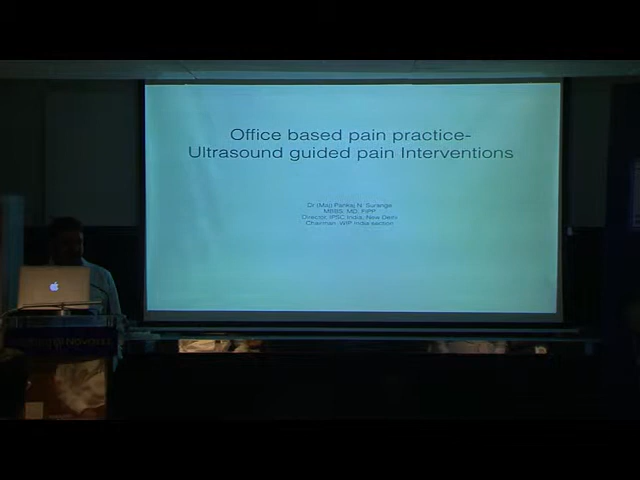 Office based pain practice-
Ultrasound guided pain Interventions
Dr (Maj) Pankaj N. Surange
MBBS, MD, FIPP
Director, IPSC India, New Delhi
Chairman, WIP India section
NOVOTEL